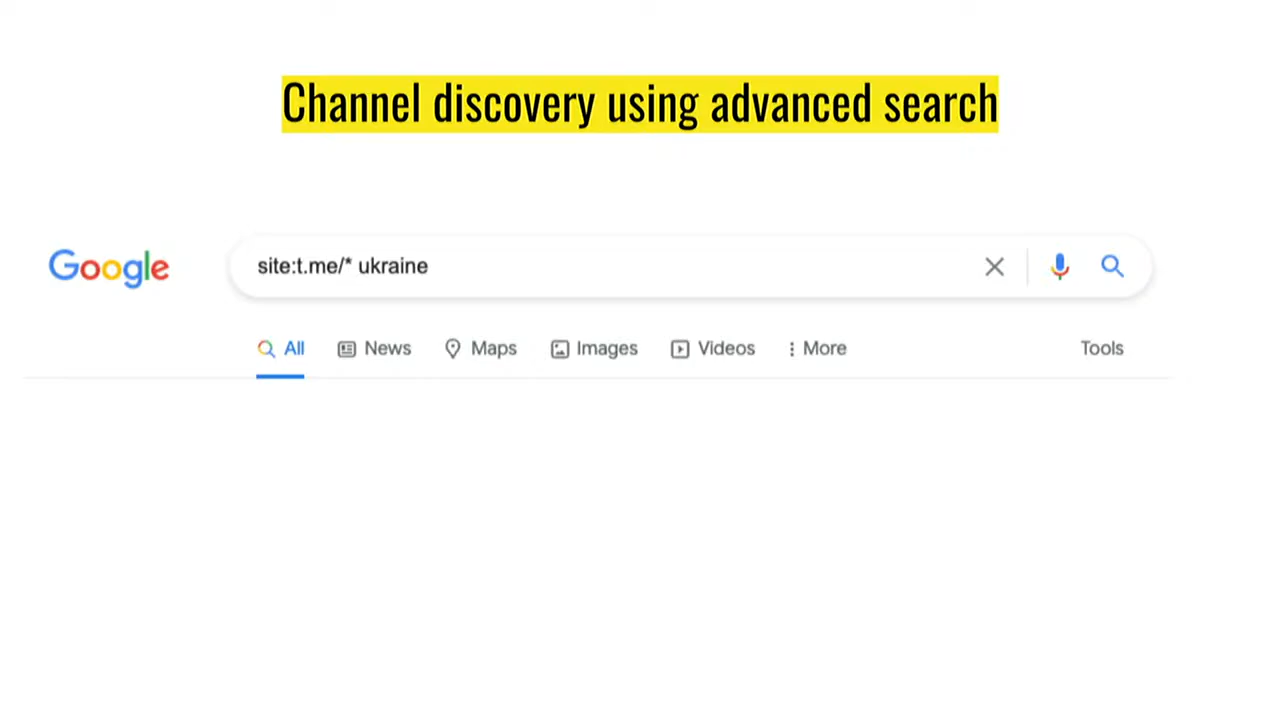 Channel discovery using advanced search
Google
site:t.me/* ukraine
All News Maps Images Videos More Tools